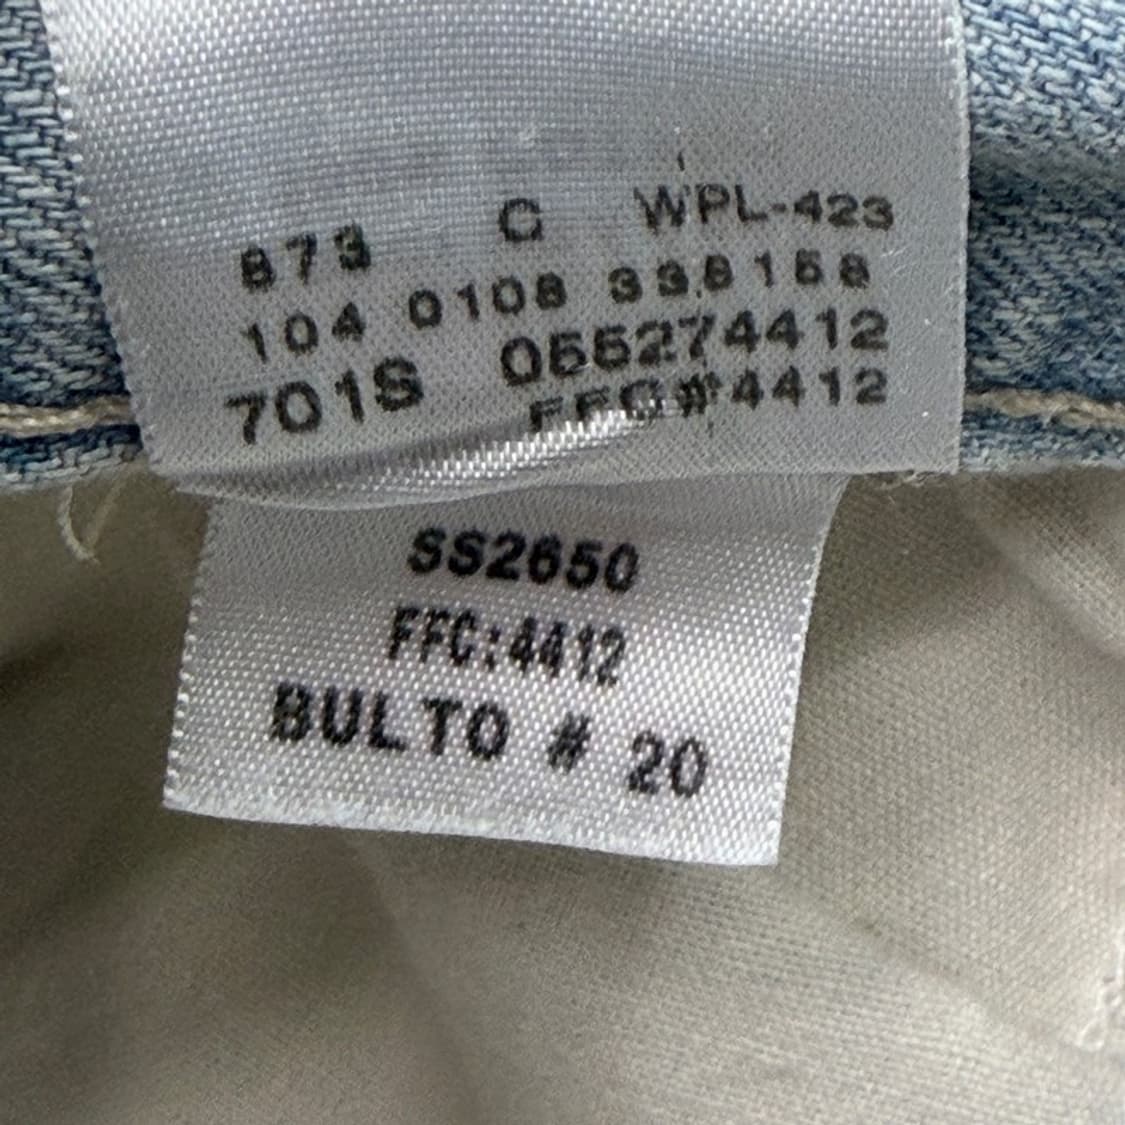 873 C WPL-423
104 0108 338158
701S 055274412
FFC#4412
SS2650
FFC:4412
BULTO # 20